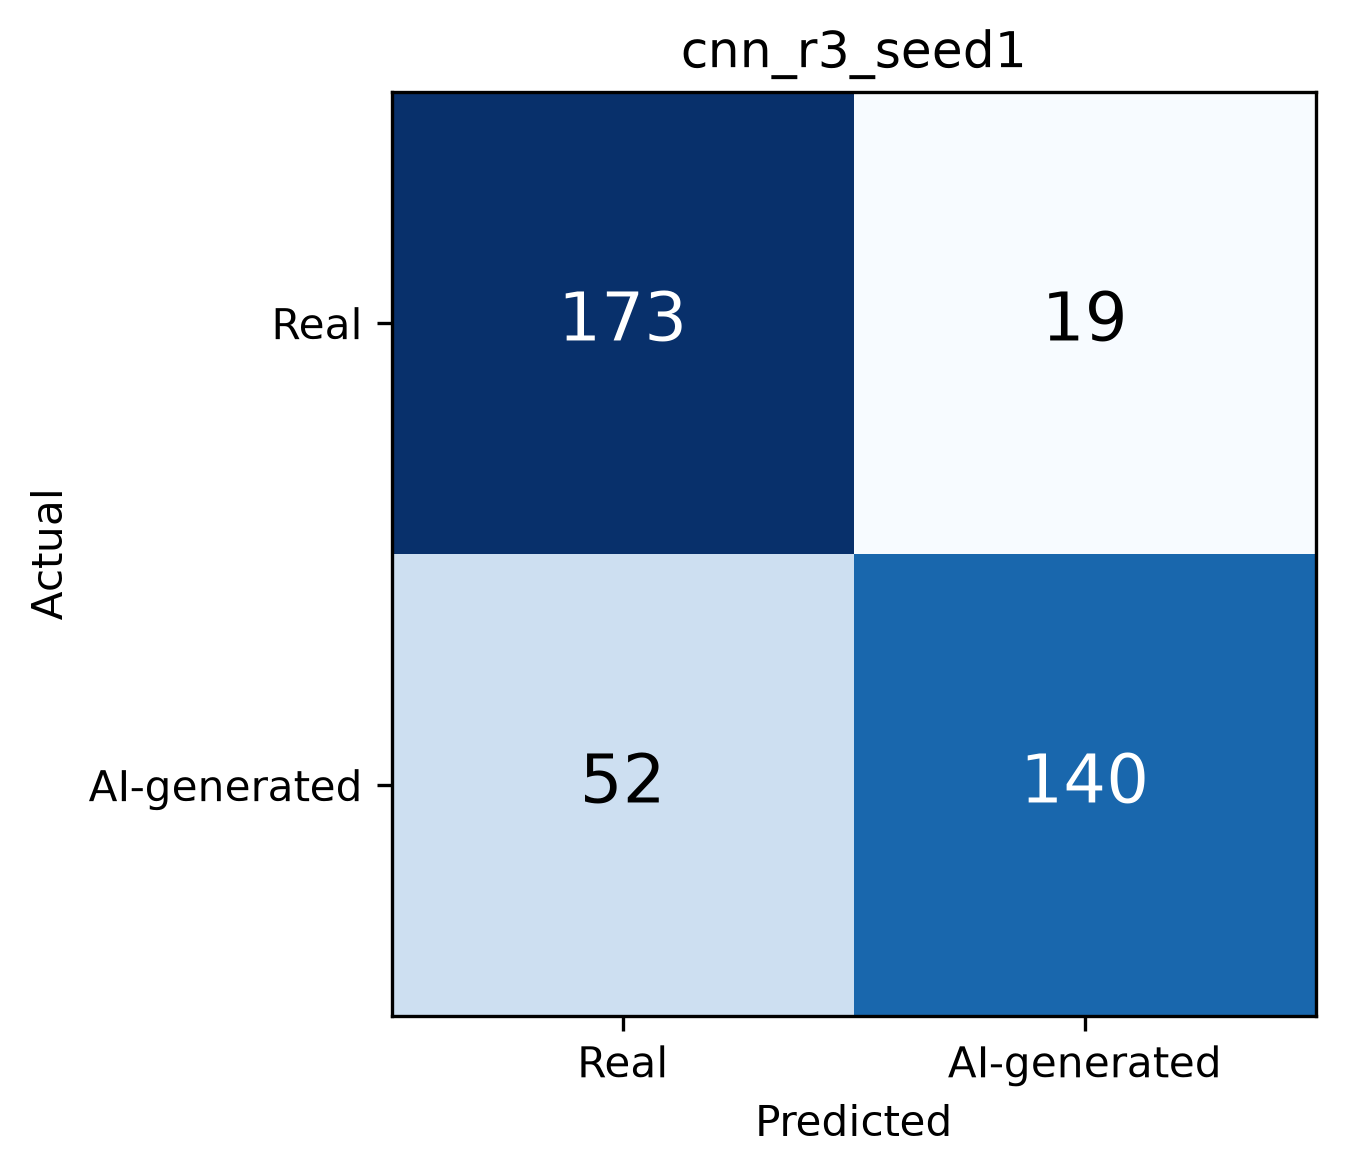 cnn_r3_seed1
Actual
Real
173
19
AI-generated
52
140
Real
AI-generated
Predicted